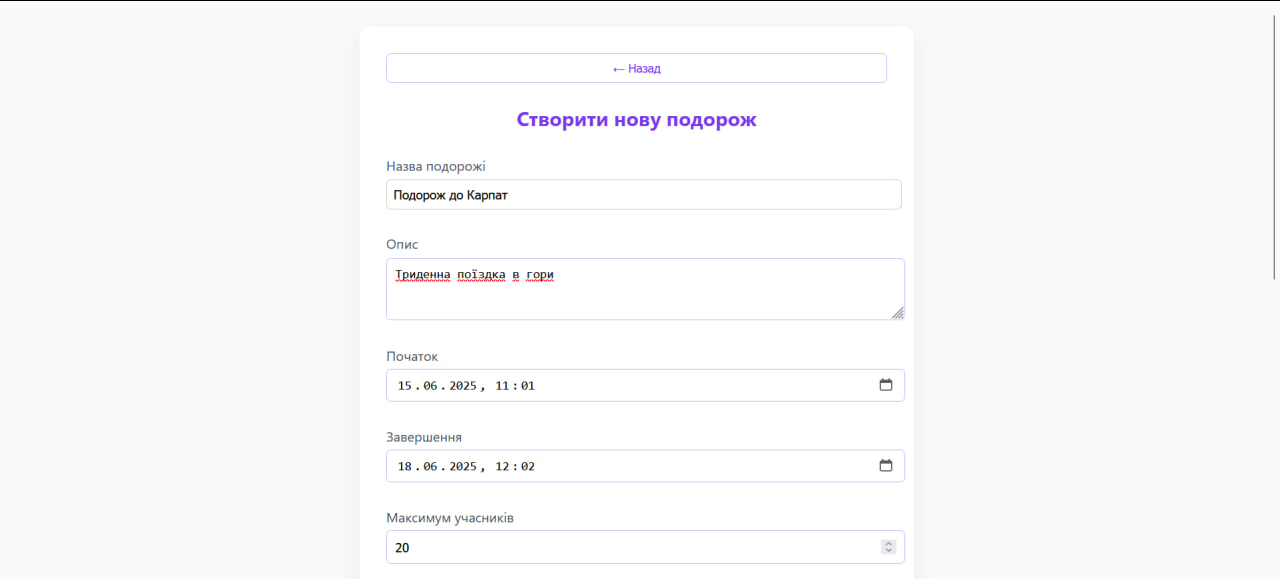 ← Назад
Створити нову подорож
Назва подорожі
Подорож до Карпат
Опис
Триденна поїздка в гори
Початок
15.06.2025, 11:01
Завершення
18.06.2025, 12:02
Максимум учасників
20